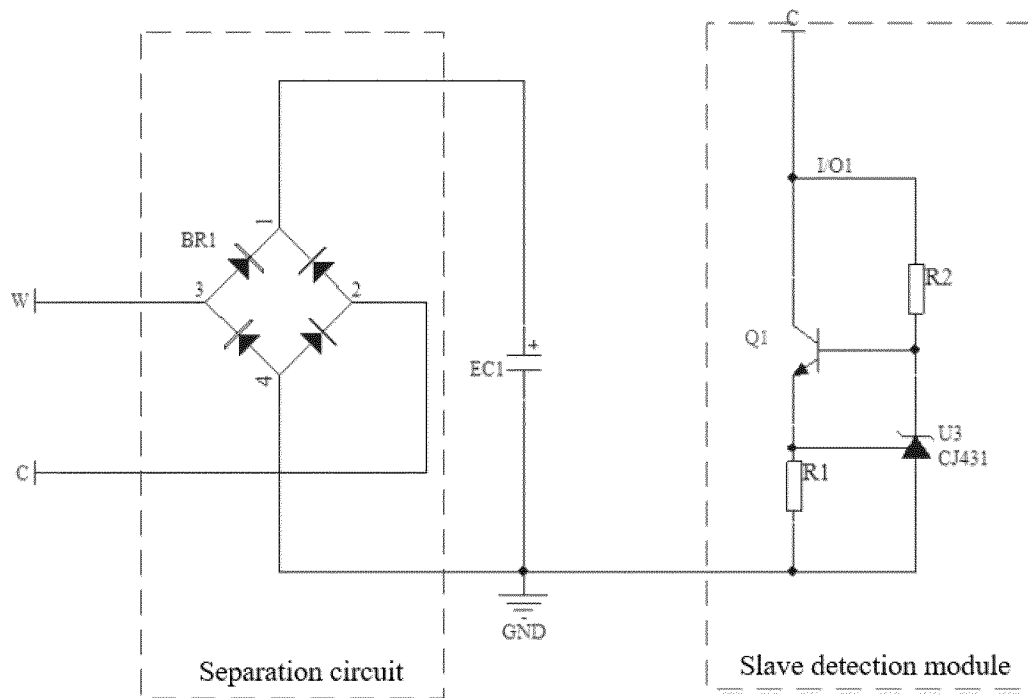 C
I/O1
1
BR1
R2
3
2
W
Q1
+
EC1
4
U3
CJ431
C
R1
GND
Separation circuit
Slave detection module